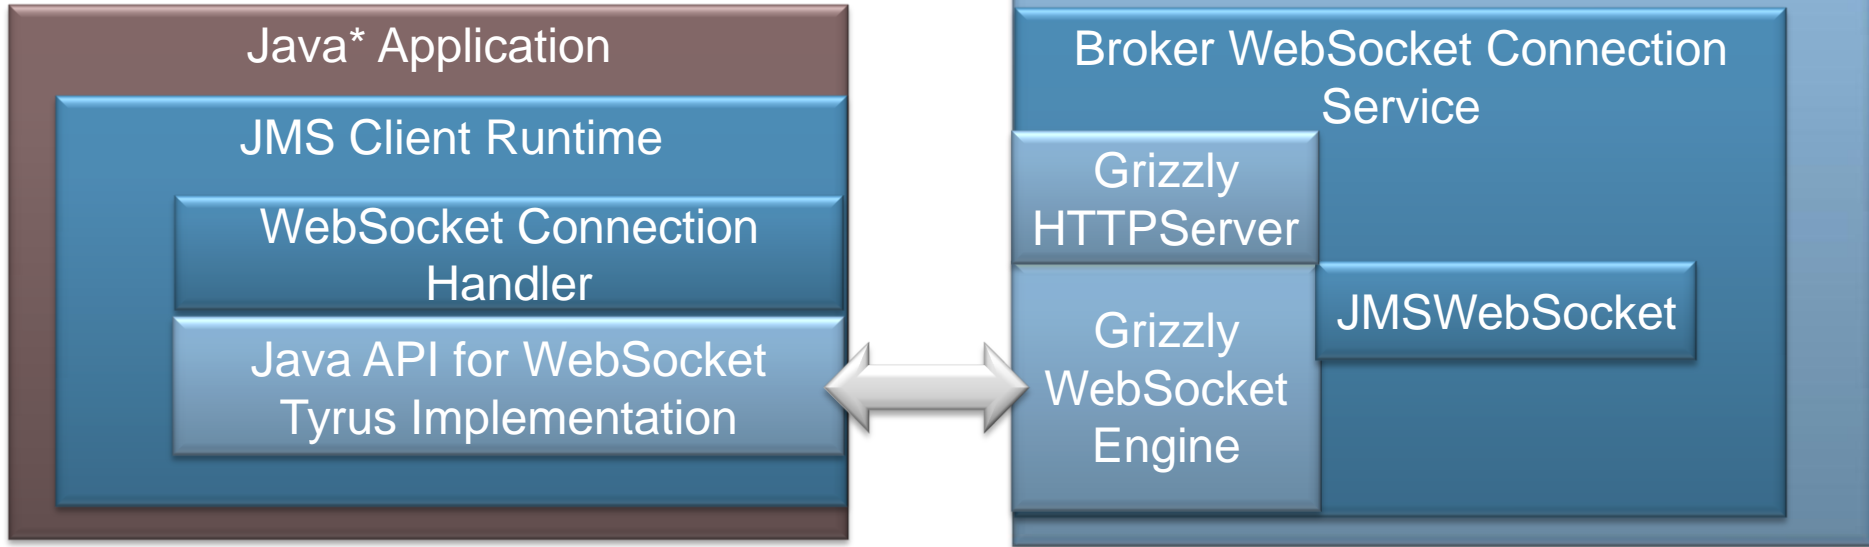 Java* Application
JMS Client Runtime
WebSocket Connection
Handler
Java API for WebSocket
Tyrus Implementation
Broker WebSocket Connection
Service
Grizzly
HTTPServer
Grizzly
WebSocket
Engine
JMSWebSocket